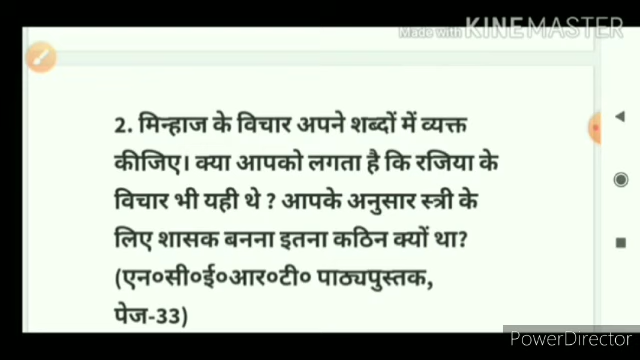 Made with KINEMASTER
2. मिन्हाज के विचार अपने शब्दों में व्यक्त
कीजिए। क्या आपको लगता है कि रजिया के
विचार भी यही थे ? आपके अनुसार स्त्री के
लिए शासक बनना इतना कठिन क्यों था?
(एन०सी०ई०आर०टी० पाठ्यपुस्तक,
पेज-33)
PowerDirector